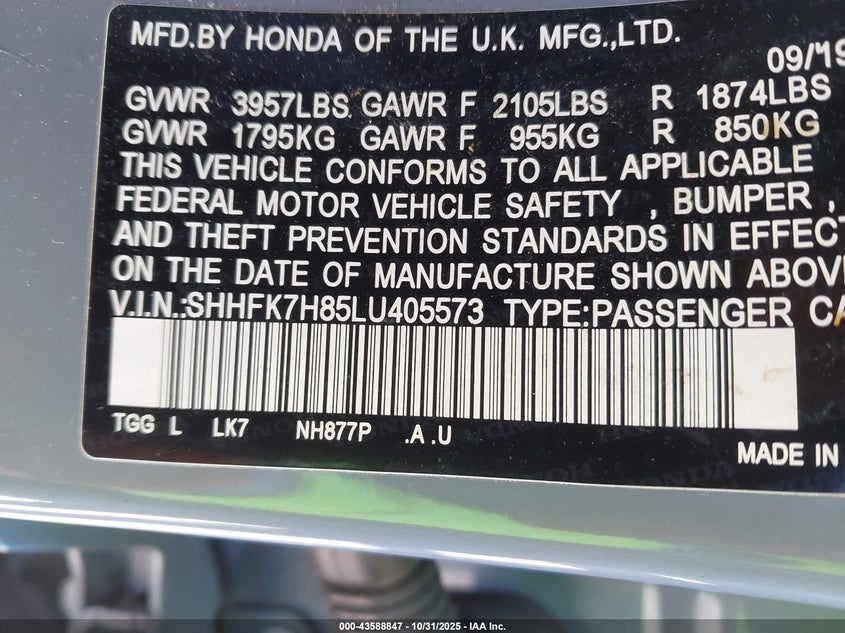 MFD.BY HONDA OF THE U.K. MFG.,LTD.
09/19
GVWR 3957LBS GAWR F 2105LBS R 1874LBS
GVWR 1795KG GAWR F 955KG R 850KG
THIS VEHICLE CONFORMS TO ALL APPLICABLE
FEDERAL MOTOR VEHICLE SAFETY , BUMPER ,
AND THEFT PREVENTION STANDARDS IN EFFECT
ON THE DATE OF MANUFACTURE SHOWN ABOVE
V.I.N.:SHHFK7H85LU405573 TYPE:PASSENGER CA
TGG L LK7 NH877P .A .U
MADE IN
000-43588847 - 10/31/2025 - IAA Inc.